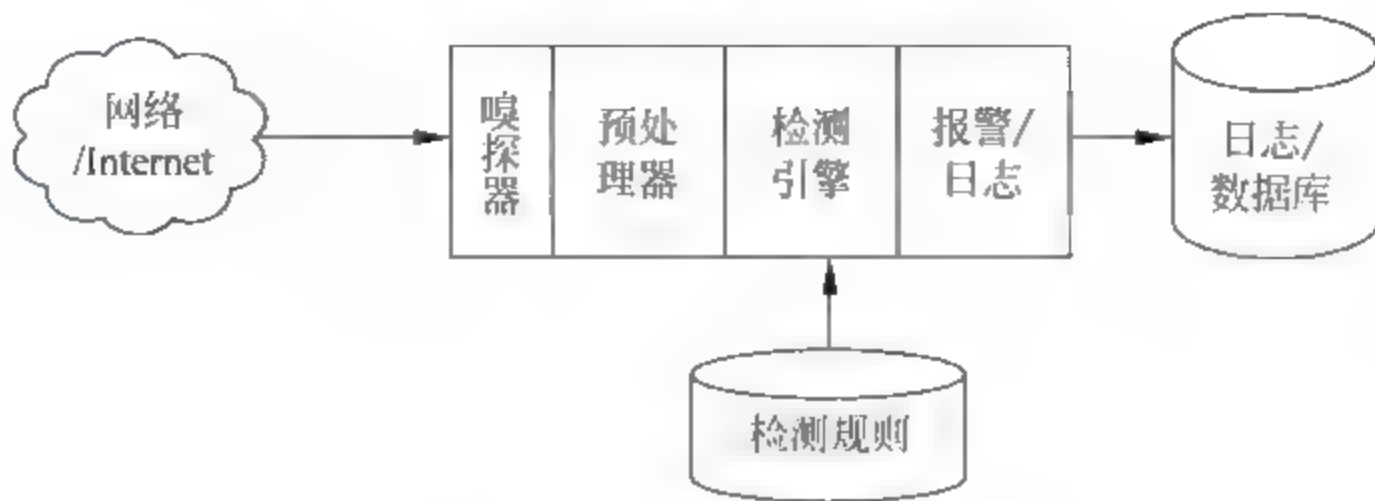 网络
/Internet
嗅
探
器
预处
理器
检测
引擎
报警/
日志
日志/
数据库
检测规则